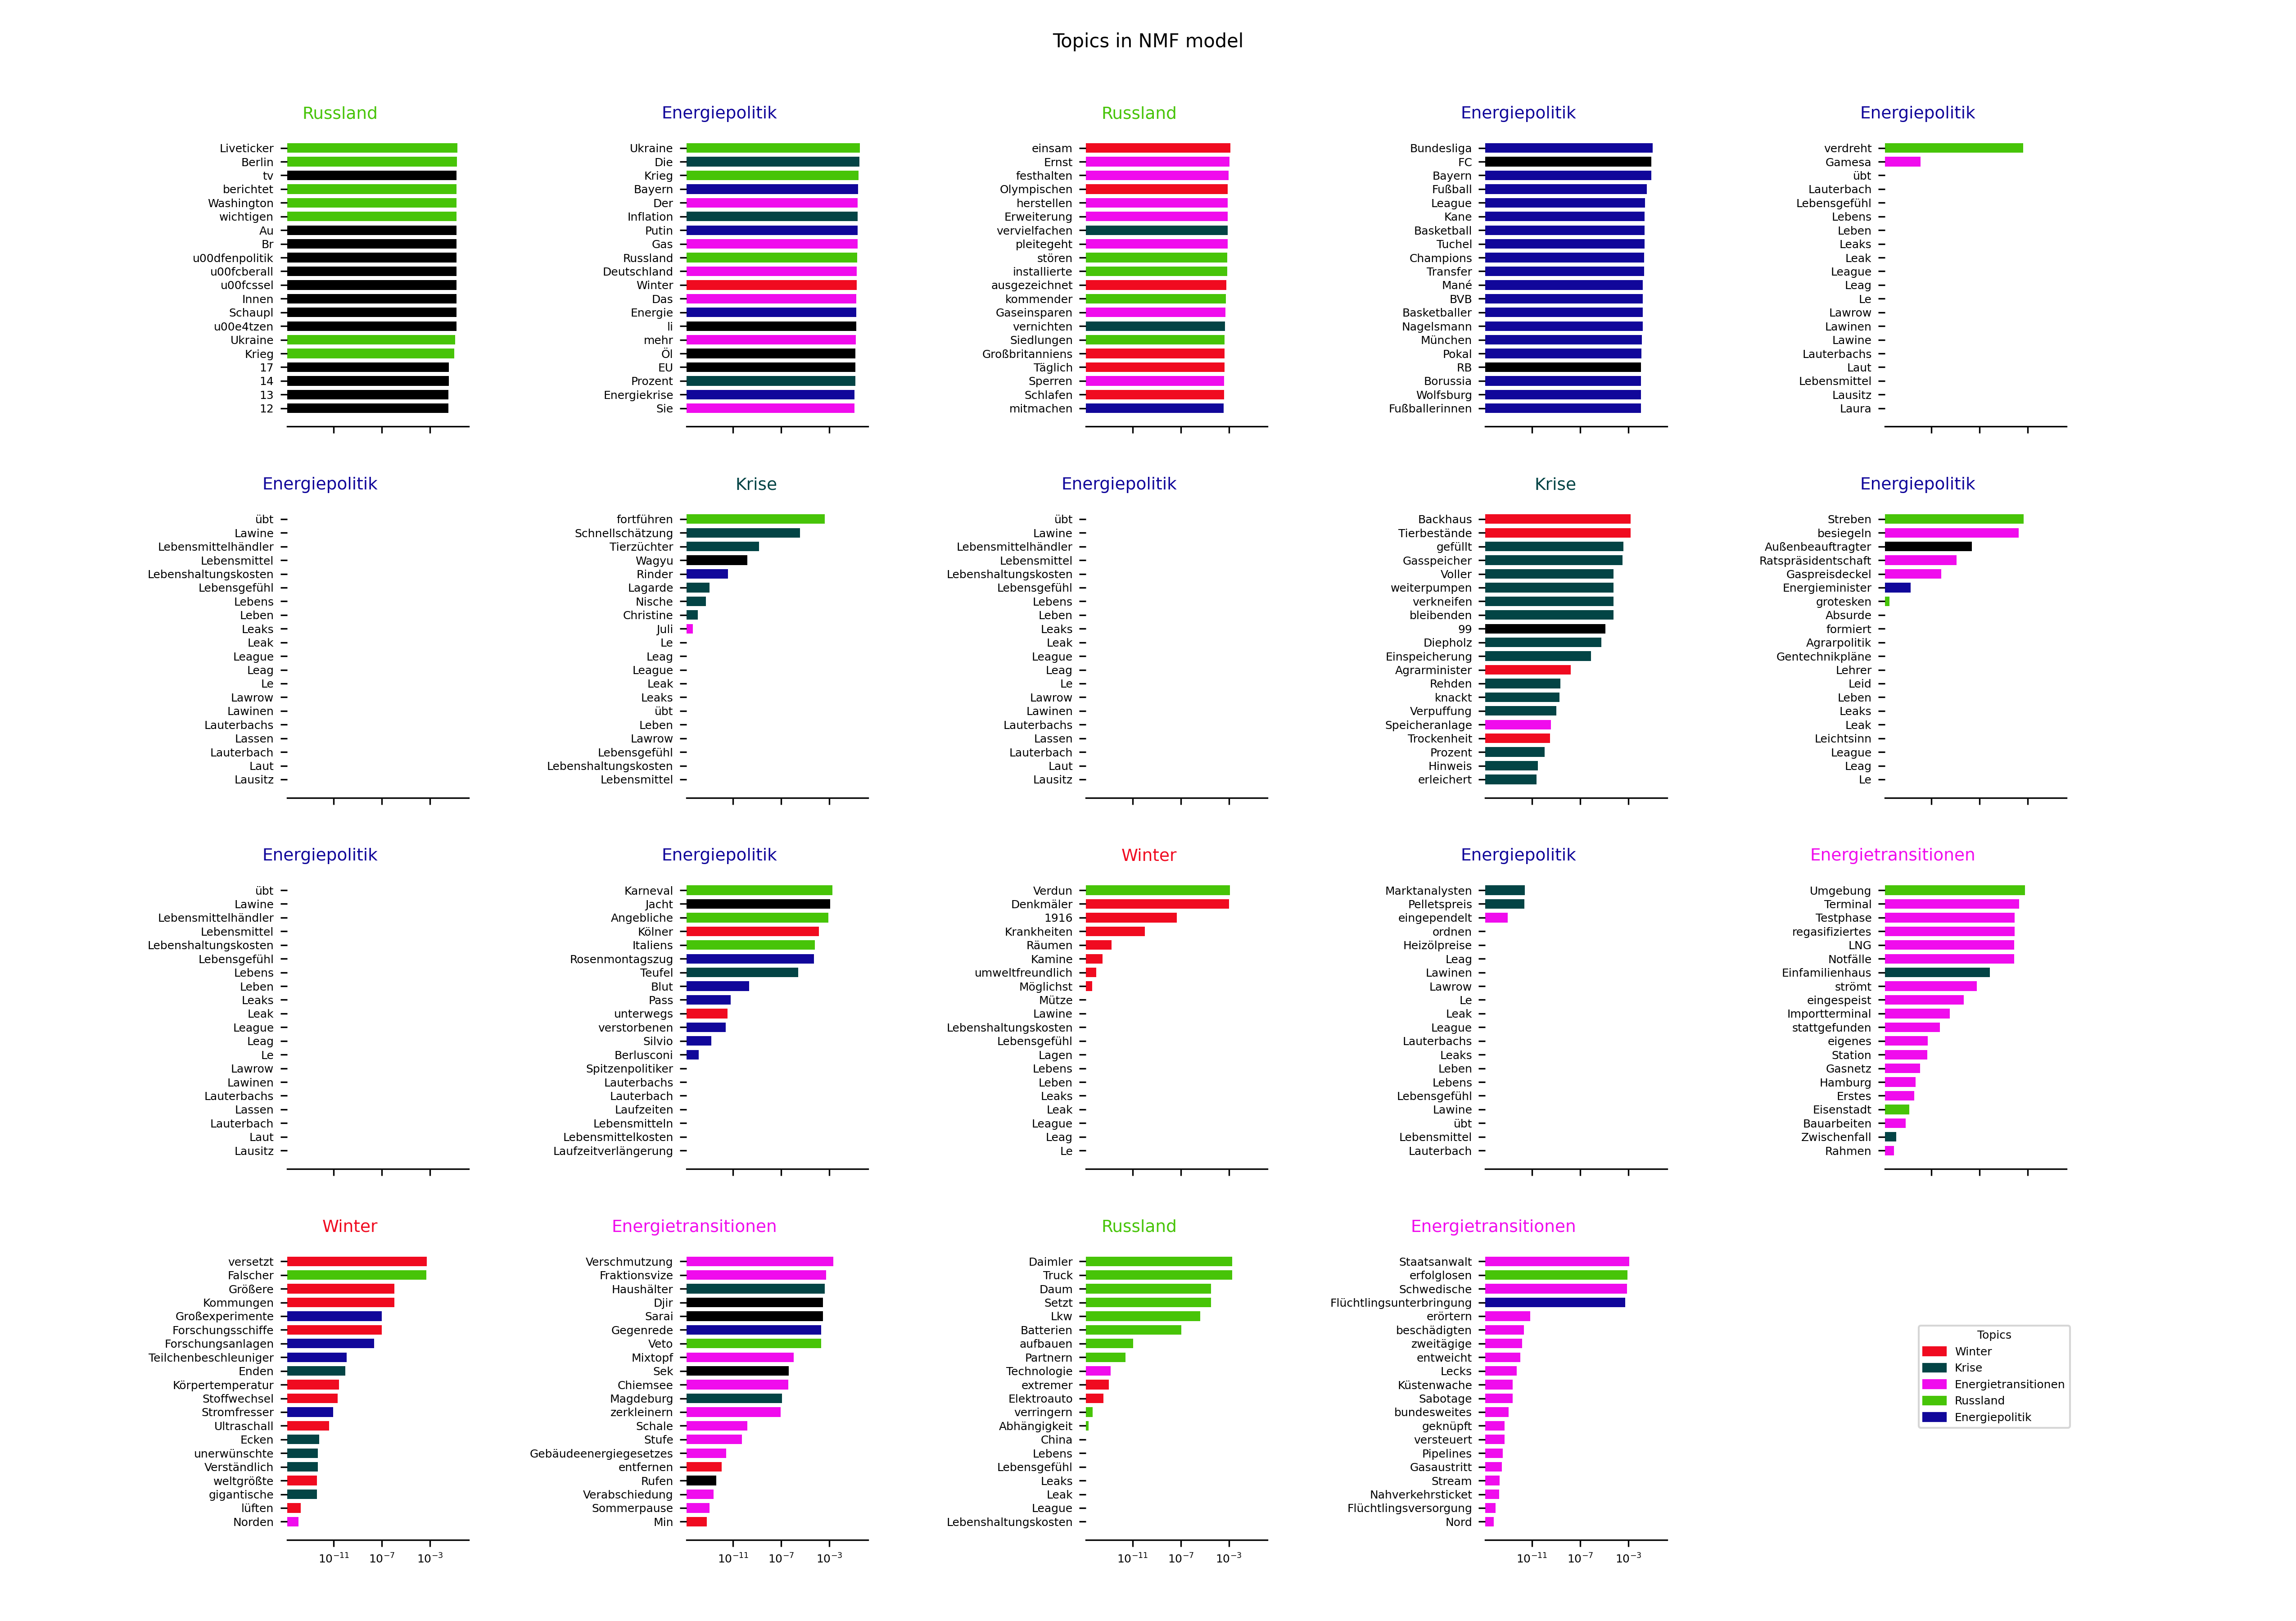 Topics in NMF model
Russland
Liveticker
Berlin
tv
berichtet
Washington
wichtigen
Au
Br
u00dfenpolitik
u00fcberall
u00fcssel
Innen
Schaupl
u00e4tzen
Ukraine
Krieg
17
14
13
12
Energiepolitik
Ukraine
Die
Krieg
Bayern
Der
Inflation
Putin
Gas
Russland
Deutschland
Winter
Das
Energie
li
mehr
Öl
EU
Prozent
Energiekrise
Sie
Russland
einsam
Ernst
festhalten
Olympischen
herstellen
Erweiterung
vervielfachen
pleitegeht
stören
installierte
ausgezeichnet
kommender
Gaseinsparen
vernichten
Siedlungen
Großbritanniens
Täglich
Sperren
Schlafen
mitmachen
Energiepolitik
Bundesliga
FC
Bayern
Fußball
League
Kane
Basketball
Tuchel
Champions
Transfer
Mané
BVB
Basketballer
Nagelsmann
München
Pokal
RB
Borussia
Wolfsburg
Fußballerinnen
Energiepolitik
verdreht
Gamesa
übt
Lauterbach
Lebensgefühl
Lebens
Leben
Leaks
Leak
League
Leag
Le
Lawrow
Lawinen
Lawine
Lauterbachs
Laut
Lebensmittel
Lausitz
Laura
Energiepolitik
übt
Lawine
Lebensmittelhändler
Lebensmittel
Lebenshaltungskosten
Lebensgefühl
Lebens
Leben
Leaks
Leak
League
Leag
Le
Lawrow
Lawinen
Lauterbachs
Lassen
Lauterbach
Laut
Lausitz
Krise
fortführen
Schnellschätzung
Tierzüchter
Wagyu
Rinder
Lagarde
Nische
Christine
Juli
Le
Leag
League
Leak
Leaks
übt
Leben
Lawrow
Lebensgefühl
Lebenshaltungskosten
Lebensmittel
Energiepolitik
übt
Lawine
Lebensmittelhändler
Lebensmittel
Lebenshaltungskosten
Lebensgefühl
Lebens
Leben
Leaks
Leak
League
Leag
Le
Lawrow
Lawinen
Lauterbachs
Lassen
Lauterbach
Laut
Lausitz
Krise
Backhaus
Tierbestände
gefüllt
Gasspeicher
Voller
weiterpumpen
verkneifen
bleibenden
99
Diepholz
Einspeicherung
Agrarminister
Rehden
knackt
Verpuffung
Speicheranlage
Trockenheit
Prozent
Hinweis
erleichert
Energiepolitik
Streben
besiegeln
Außenbeauftragter
Ratspräsidentschaft
Gaspreisdeckel
Energieminister
grotesken
Absurde
formiert
Agrarpolitik
Gentechnikpläne
Lehrer
Leid
Leben
Leaks
Leak
Leichtsinn
League
Leag
Le
Energiepolitik
übt
Lawine
Lebensmittelhändler
Lebensmittel
Lebenshaltungskosten
Lebensgefühl
Lebens
Leben
Leaks
Leak
League
Leag
Le
Lawrow
Lawinen
Lauterbachs
Lassen
Lauterbach
Laut
Lausitz
Energiepolitik
Karneval
Jacht
Angebliche
Kölner
Italiens
Rosenmontagszug
Teufel
Blut
Pass
unterwegs
verstorbenen
Silvio
Berlusconi
Spitzenpolitiker
Lauterbachs
Lauterbach
Laufzeiten
Lebensmitteln
Lebensmittelkosten
Laufzeitverlängerung
Winter
Verdun
Denkmäler
1916
Krankheiten
Räumen
Kamine
umweltfreundlich
Möglichst
Mütze
Lawine
Lebenshaltungskosten
Lebensgefühl
Lagen
Lebens
Leben
Leaks
Leak
League
Leag
Le
Energiepolitik
Marktanalysten
Pelletspreis
eingependelt
ordnen
Heizölpreise
Leag
Lawinen
Lawrow
Le
Leak
League
Lauterbachs
Leaks
Leben
Lebens
Lebensgefühl
Lawine
übt
Lebensmittel
Lauterbach
Energietransitionen
Umgebung
Terminal
Testphase
regasifiziertes
LNG
Notfälle
Einfamilienhaus
strömt
eingespeist
Importterminal
stattgefunden
eigenes
Station
Gasnetz
Hamburg
Erstes
Eisenstadt
Bauarbeiten
Zwischenfall
Rahmen
Winter
versetzt
Falscher
Größere
Kommungen
Großexperimente
Forschungsschiffe
Forschungsanlagen
Teilchenbeschleuniger
Enden
Körpertemperatur
Stoffwechsel
Stromfresser
Ultraschall
Ecken
unerwünschte
Verständlich
weltgrößte
gigantische
lüften
Norden
10⁻¹¹ 10⁻⁷ 10⁻³
Energietransitionen
Verschmutzung
Fraktionsvize
Haushälter
Djir
Sarai
Gegenrede
Veto
Mixtopf
Sek
Chiemsee
Magdeburg
zerkleinern
Schale
Stufe
Gebäudeenergiegesetzes
entfernen
Rufen
Verabschiedung
Sommerpause
Min
10⁻¹¹ 10⁻⁷ 10⁻³
Russland
Daimler
Truck
Daum
Setzt
Lkw
Batterien
aufbauen
Partnern
Technologie
extremer
Elektroauto
verringern
Abhängigkeit
China
Lebens
Lebensgefühl
Leaks
Leak
League
Lebenshaltungskosten
10⁻¹¹ 10⁻⁷ 10⁻³
Energietransitionen
Staatsanwalt
erfolglosen
Schwedische
Flüchtlingsunterbringung
erörtern
beschädigten
zweitägige
entweicht
Lecks
Küstenwache
Sabotage
bundesweites
geknüpft
versteuert
Pipelines
Gasaustritt
Stream
Nahverkehrsticket
Flüchtlingsversorgung
Nord
10⁻¹¹ 10⁻⁷ 10⁻³
Topics
Winter
Krise
Energietransitionen
Russland
Energiepolitik